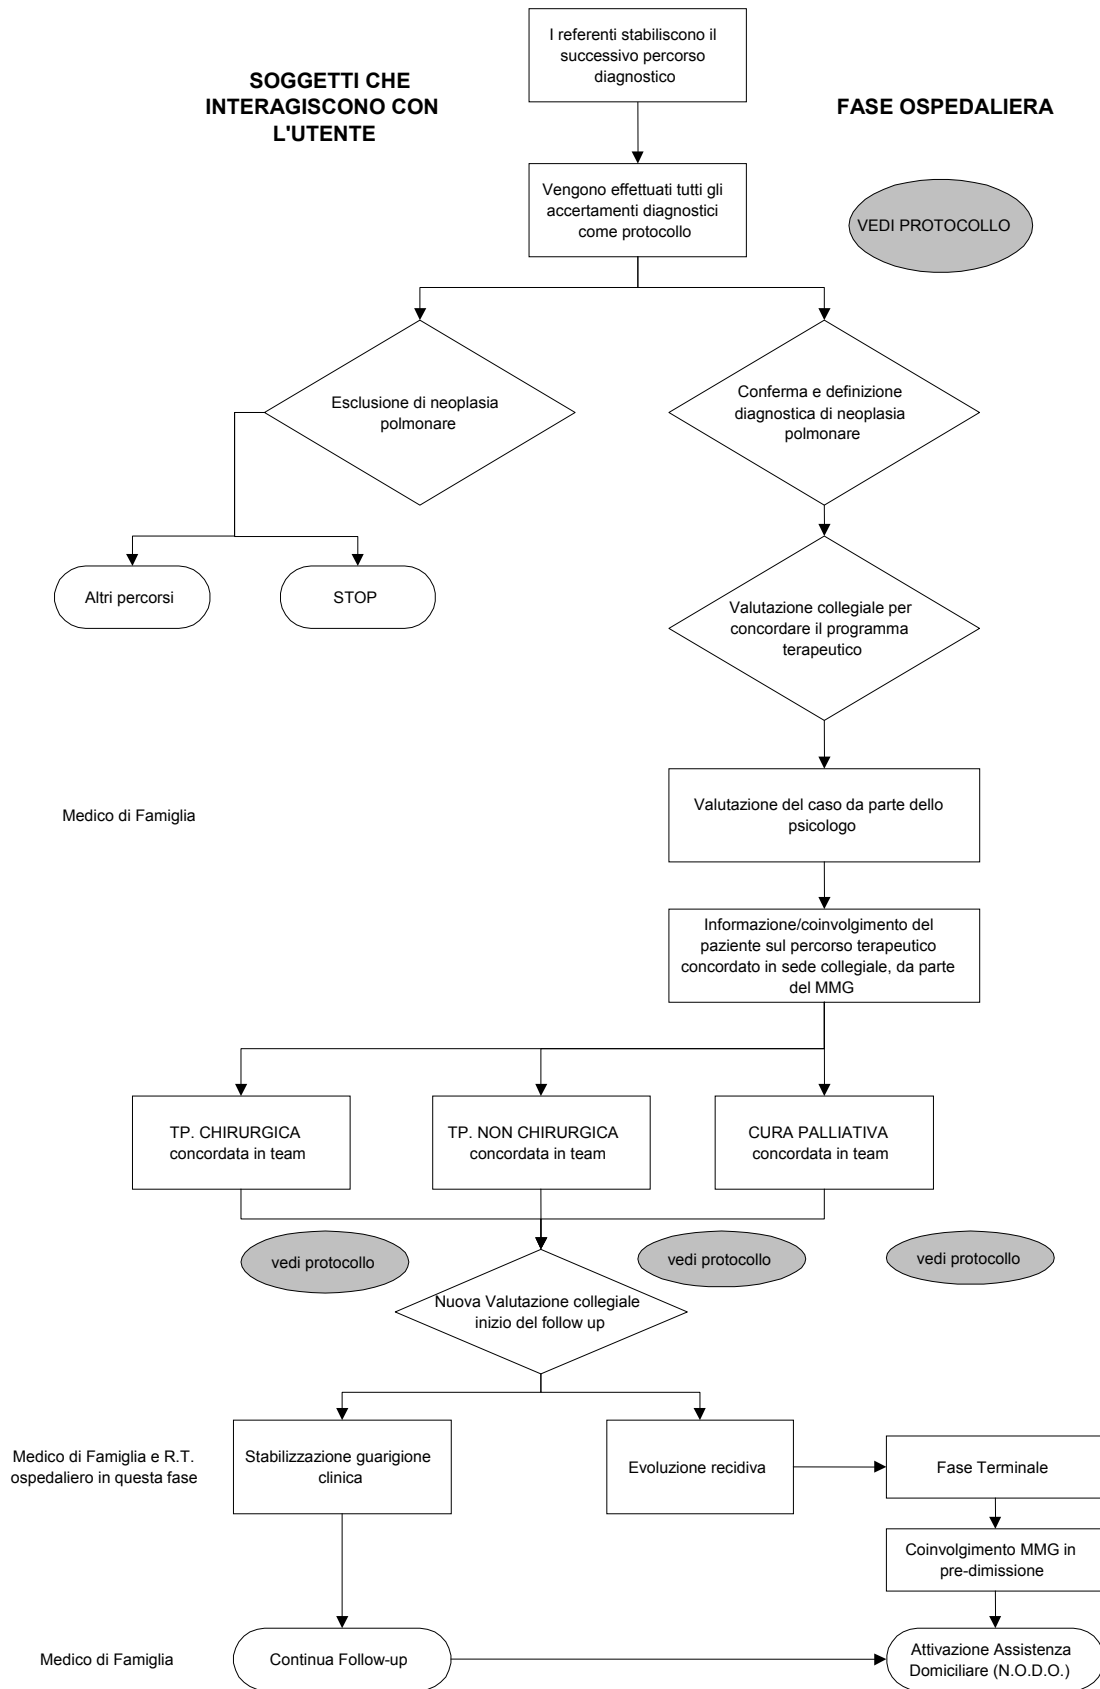 I referenti stabiliscono il
successivo percorso
diagnostico
SOGGETTI CHE
INTERAGISCONO CON
L'UTENTE
FASE OSPEDALIERA
Vengono effettuati tutti gli
accertamenti diagnostici
come protocollo
VEDI PROTOCOLLO
Esclusione di neoplasia
polmonare
Conferma e definizione
diagnostica di neoplasia
polmonare
Altri percorsi
STOP
Valutazione collegiale per
concordare il programma
terapeutico
Medico di Famiglia
Valutazione del caso da parte dello
psicologo
Informazione/coinvolgimento del
paziente sul percorso terapeutico
concordato in sede collegiale, da parte
del MMG
TP. CHIRURGICA
concordata in team
TP. NON CHIRURGICA
concordata in team
CURA PALLIATIVA
concordata in team
vedi protocollo
vedi protocollo
vedi protocollo
Nuova Valutazione collegiale
inizio del follow up
Medico di Famiglia e R.T.
ospedaliero in questa fase
Stabilizzazione guarigione
clinica
Evoluzione recidiva
Fase Terminale
Coinvolgimento MMG in
pre-dimissione
Medico di Famiglia
Continua Follow-up
Attivazione Assistenza
Domiciliare (N.O.D.O.)